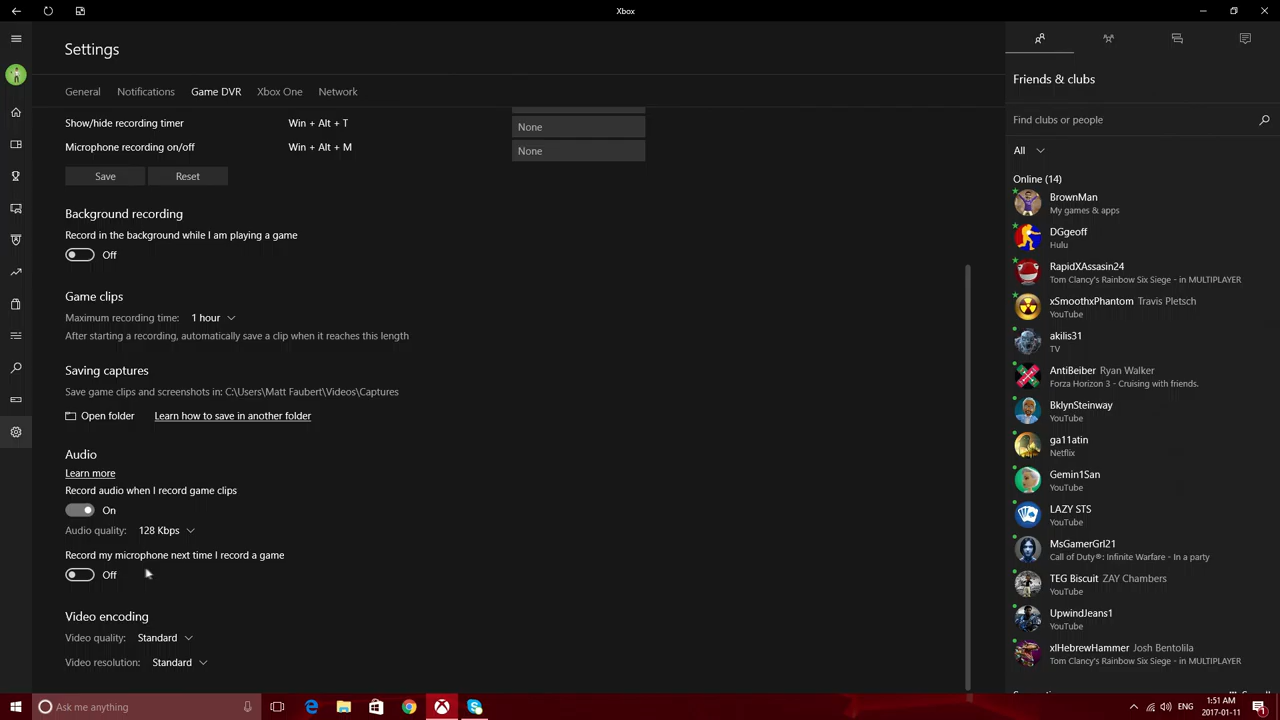 Xbox
Settings
General Notifications Game DVR Xbox One Network
Show/hide recording timer Win + Alt + T None
Microphone recording on/off Win + Alt + M None
Save Reset
Background recording
Record in the background while I am playing a game
Off
Game clips
Maximum recording time: 1 hour
After starting a recording, automatically save a clip when it reaches this length
Saving captures
Save game clips and screenshots in: C:\Users\Matt Faubert\Videos\Captures
Open folder Learn how to save in another folder
Audio
Learn more
Record audio when I record game clips
On
Audio quality: 128 Kbps
Record my microphone next time I record a game
Off
Video encoding
Video quality: Standard
Video resolution: Standard
Friends & clubs
Find clubs or people
All
Online (14)
BrownMan
My games & apps
DGgeoff
Hulu
RapidXAssasin24
Tom Clancy's Rainbow Six Siege - in MULTIPLAYER
xSmoothxPhantom Travis Pletsch
YouTube
akilis31
TV
AntiBeiber Ryan Walker
Forza Horizon 3 - Cruising with friends.
BklynSteinway
YouTube
ga11atin
Netflix
Gemin1San
YouTube
LAZY STS
YouTube
MsGamerGrl21
Call of Duty®: Infinite Warfare - In a party
TEG Biscuit ZAY Chambers
YouTube
UpwindJeans1
YouTube
xlHebrewHammer Josh Bentolila
Tom Clancy's Rainbow Six Siege - in MULTIPLAYER
Ask me anything
ENG
1:51 AM
2017-01-11
1